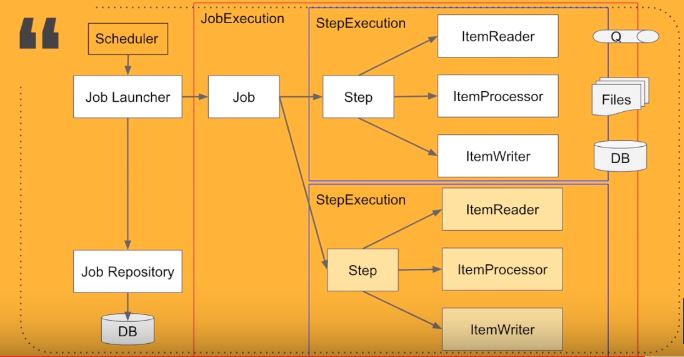 ❝
JobExecution
Scheduler
StepExecution
ItemReader
Q
Job Launcher
Job
Step
ItemProcessor
Files
ItemWriter
DB
StepExecution
ItemReader
Job Repository
Step
ItemProcessor
DB
ItemWriter